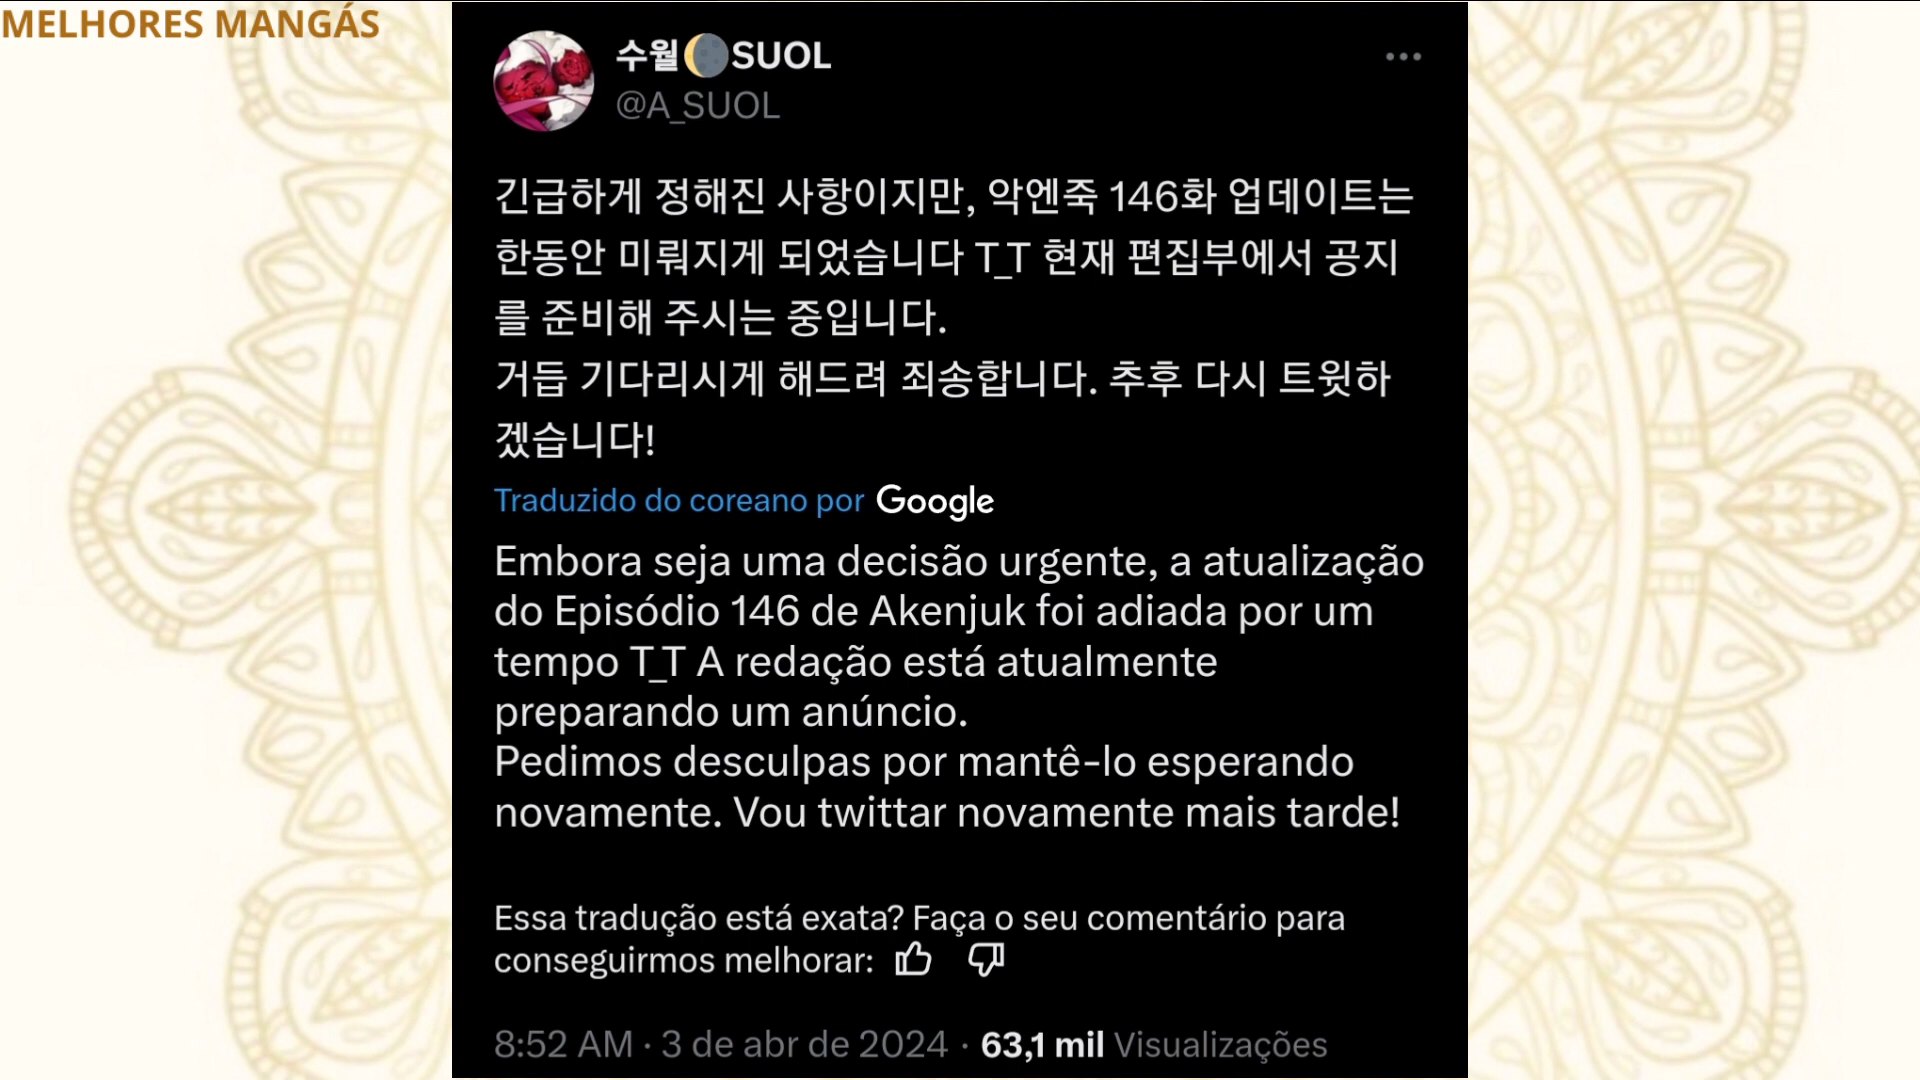 MELHORES MANGÁS
수월🌖SUOL
@A_SUOL
긴급하게 정해진 사항이지만, 악엔죽 146화 업데이트는
한동안 미뤄지게 되었습니다 T_T 현재 편집부에서 공지
를 준비해 주시는 중입니다.
거듭 기다리시게 해드려 죄송합니다. 추후 다시 트윗하
겠습니다!
Traduzido do coreano por Google
Embora seja uma decisão urgente, a atualização
do Episódio 146 de Akenjuk foi adiada por um
tempo T_T A redação está atualmente
preparando um anúncio.
Pedimos desculpas por mantê-lo esperando
novamente. Vou twittar novamente mais tarde!
Essa tradução está exata? Faça o seu comentário para
conseguirmos melhorar:
8:52 AM · 3 de abr de 2024 · 63,1 mil Visualizações